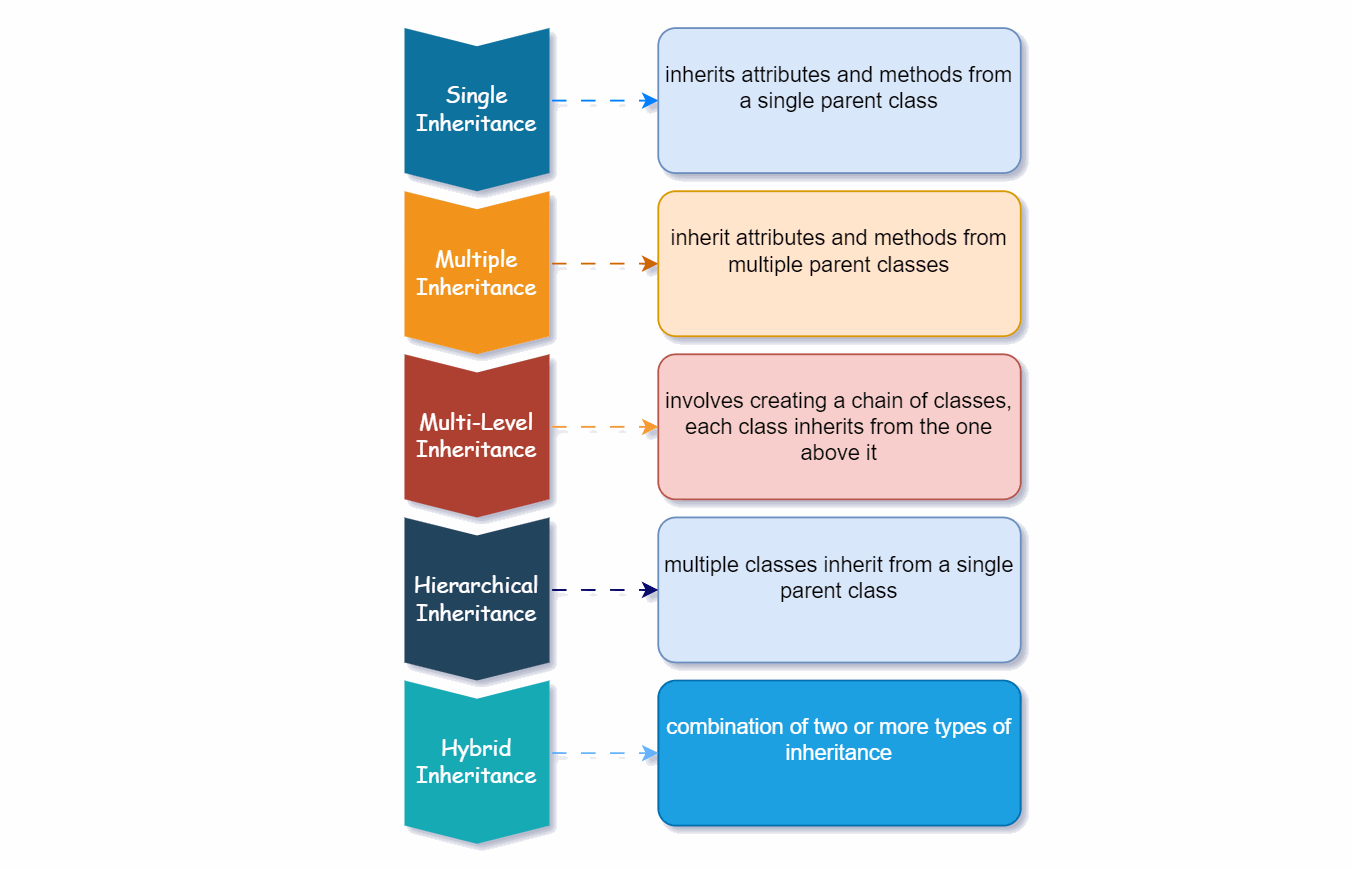 Single
Inheritance
inherits attributes and methods from
a single parent class
Multiple
Inheritance
inherit attributes and methods from
multiple parent classes
Multi-Level
Inheritance
involves creating a chain of classes,
each class inherits from the one
above it
Hierarchical
Inheritance
multiple classes inherit from a single
parent class
Hybrid
Inheritance
combination of two or more types of
inheritance